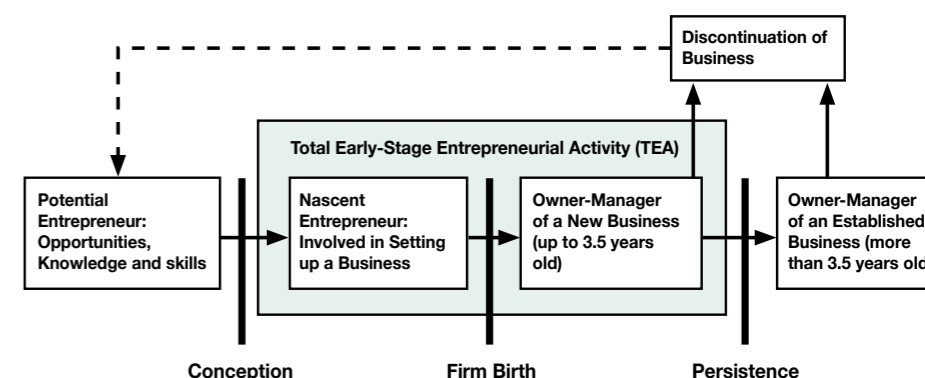 Discontinuation of
Business
Total Early-Stage Entrepreneurial Activity (TEA)
Potential
Entrepreneur:
Opportunities,
Knowledge and skills
Nascent
Entrepreneur:
Involved in Setting
up a Business
Owner-Manager
of a New Business
(up to 3.5 years
old)
Owner-Manager
of an Established
Business (more
than 3.5 years old
Conception
Firm Birth
Persistence